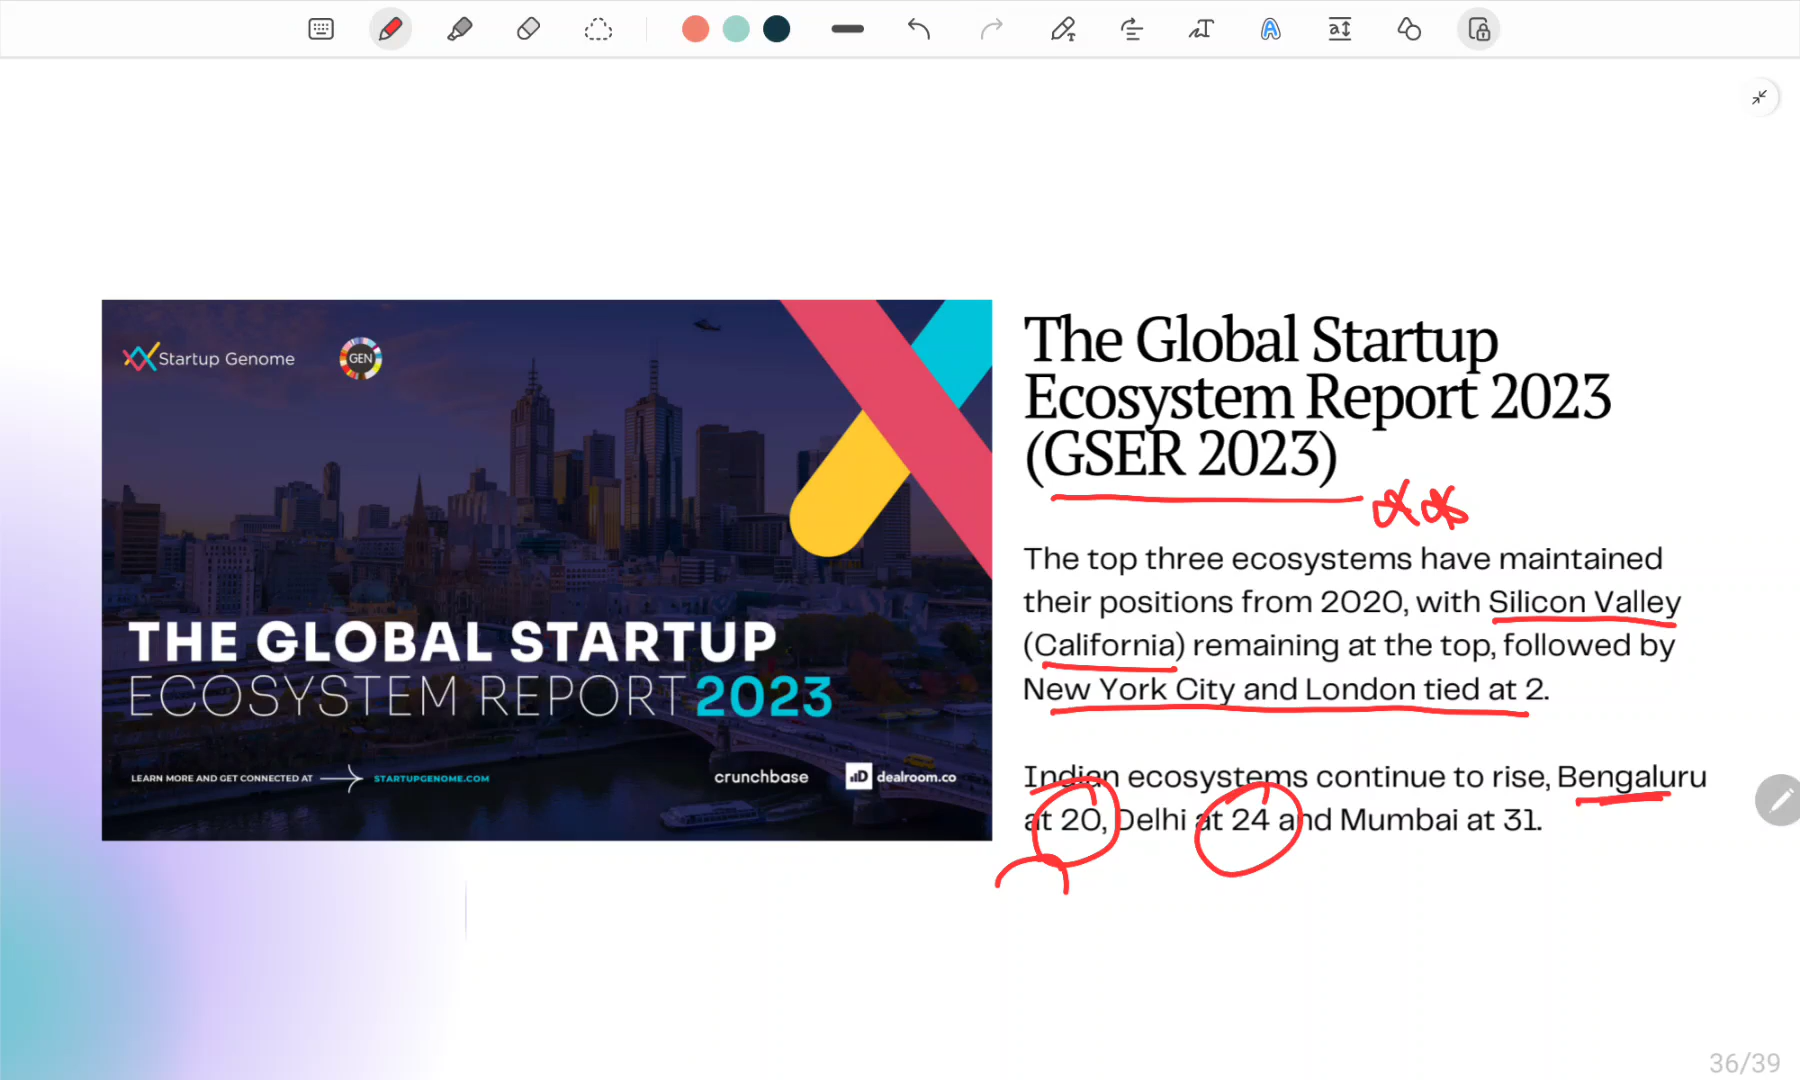 Startup Genome
GEN
THE GLOBAL STARTUP
ECOSYSTEM REPORT 2023
LEARN MORE AND GET CONNECTED AT
STARTUPGENOME.COM
crunchbase
dealroom.co
The Global Startup
Ecosystem Report 2023
(GSER 2023)
The top three ecosystems have maintained
their positions from 2020, with Silicon Valley
(California) remaining at the top, followed by
New York City and London tied at 2.
Indian ecosystems continue to rise, Bengaluru
at 20, Delhi at 24 and Mumbai at 31.
36/39